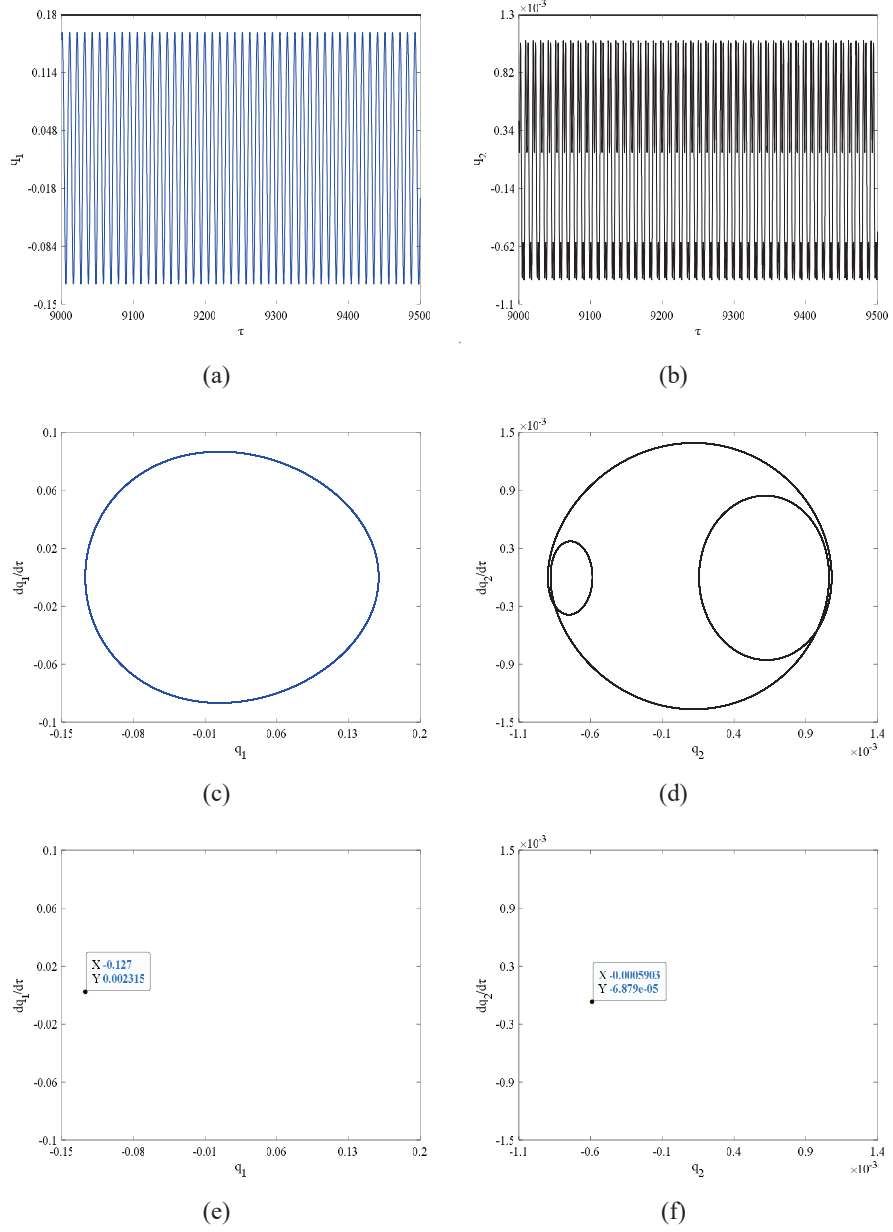 0.18
0.114
0.048
-0.018
-0.084
-0.15
q1
9000 9100 9200 9300 9400 9500
τ
(a)
×10-3
1.3
0.82
0.34
-0.14
-0.62
-1.1
q2
9000 9100 9200 9300 9400 9500
τ
(b)
0.1
0.06
0.02
-0.02
-0.06
-0.1
dq1/dτ
-0.15 -0.08 -0.01 0.06 0.13 0.2
q1
(c)
×10-3
1.5
0.9
0.3
-0.3
-0.9
-1.5
dq2/dτ
-1.1 -0.6 -0.1 0.4 0.9 1.4
×10-3
q2
(d)
0.1
0.06
0.02
-0.02
-0.06
-0.1
dq1/dτ
X -0.127
Y 0.002315
-0.15 -0.08 -0.01 0.06 0.13 0.2
q1
(e)
×10-3
1.5
0.9
0.3
-0.3
-0.9
-1.5
dq2/dτ
X -0.0005903
Y -6.879e-05
-1.1 -0.6 -0.1 0.4 0.9 1.4
×10-3
q2
(f)